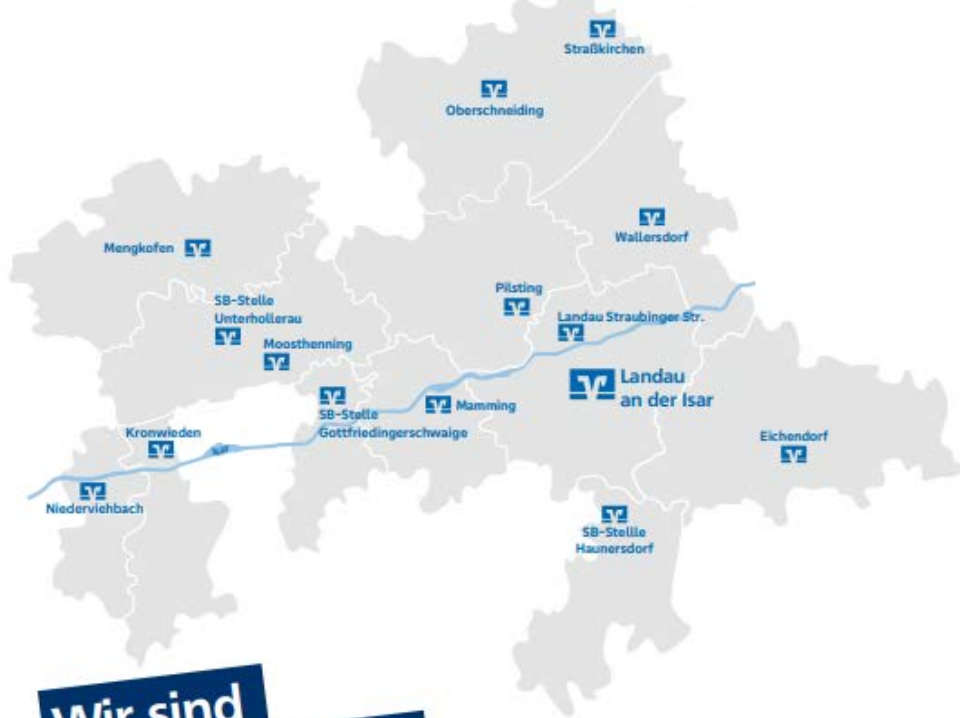 Straßkirchen
Oberschneiding
Wallersdorf
Mengkofen
Pilsting
SB-Stelle
Unterhollerau
Landau Straubinger Str.
Moosthenning
Landau
an der Isar
SB-Stelle
Gottfriedingerschwaige
Mamming
Kronwieden
Eichendorf
Niederviehbach
SB-Stellle
Haunersdorf
Wir sind